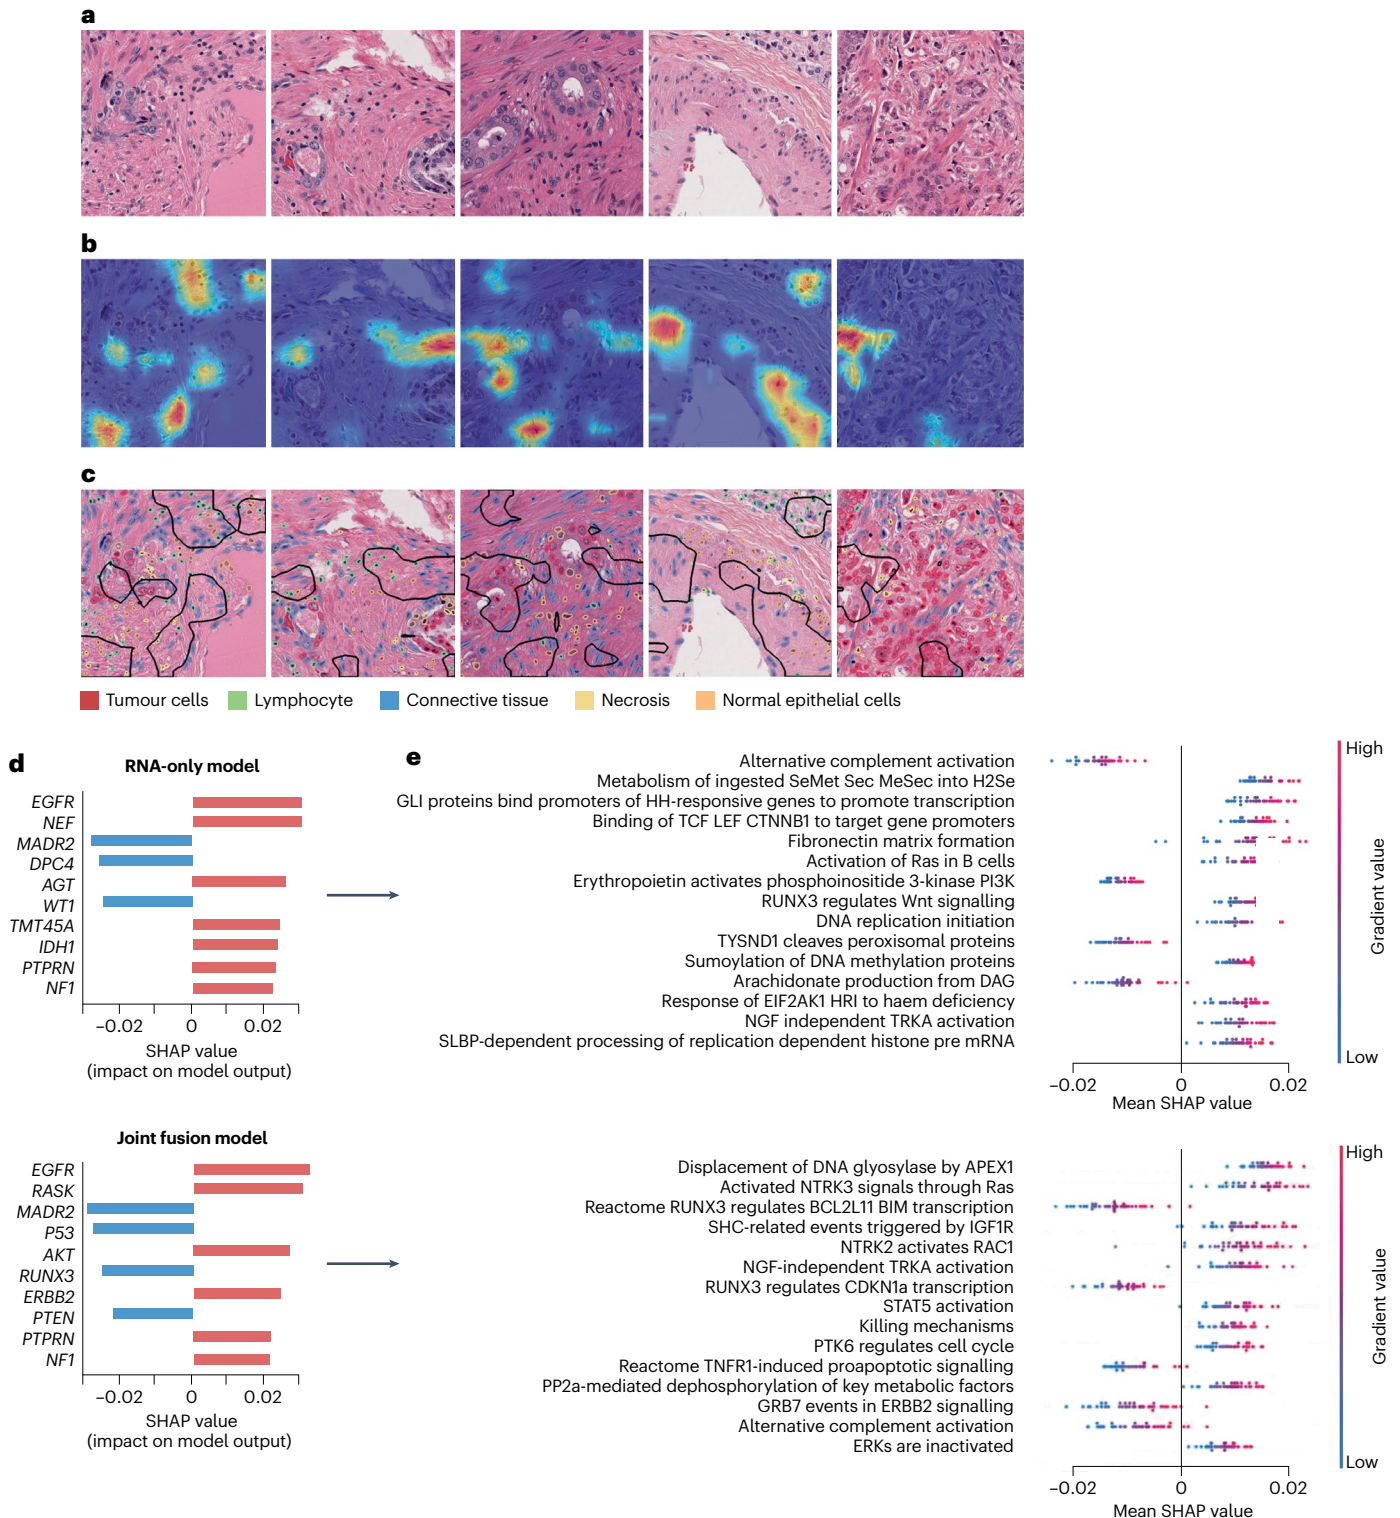 a
b
c
Tumour cells
Lymphocyte
Connective tissue
Necrosis
Normal epithelial cells
d
RNA-only model
EGFR
NEF
MADR2
DPC4
AGT
WT1
TMT45A
IDH1
PTPRN
NF1
−0.02
0
0.02
SHAP value
(impact on model output)
Joint fusion model
EGFR
RASK
MADR2
P53
AKT
RUNX3
ERBB2
PTEN
PTPRN
NF1
−0.02
0
0.02
SHAP value
(impact on model output)
e
Alternative complement activation
Metabolism of ingested SeMet Sec MeSec into H2Se
GLI proteins bind promoters of HH-responsive genes to promote transcription
Binding of TCF LEF CTNNB1 to target gene promoters
Fibronectin matrix formation
Activation of Ras in B cells
Erythropoietin activates phosphoinositide 3-kinase PI3K
RUNX3 regulates Wnt signalling
DNA replication initiation
TYSND1 cleaves peroxisomal proteins
Sumoylation of DNA methylation proteins
Arachidonate production from DAG
Response of EIF2AK1 HRI to haem deficiency
NGF independent TRKA activation
SLBP-dependent processing of replication dependent histone pre mRNA
−0.02
0
0.02
Mean SHAP value
High
Gradient value
Low
Displacement of DNA glyosylase by APEX1
Activated NTRK3 signals through Ras
Reactome RUNX3 regulates BCL2L11 BIM transcription
SHC-related events triggered by IGF1R
NTRK2 activates RAC1
NGF-independent TRKA activation
RUNX3 regulates CDKN1a transcription
STAT5 activation
Killing mechanisms
PTK6 regulates cell cycle
Reactome TNFR1-induced proapoptotic signalling
PP2a-mediated dephosphorylation of key metabolic factors
GRB7 events in ERBB2 signalling
Alternative complement activation
ERKs are inactivated
−0.02
0
0.02
Mean SHAP value
High
Gradient value
Low